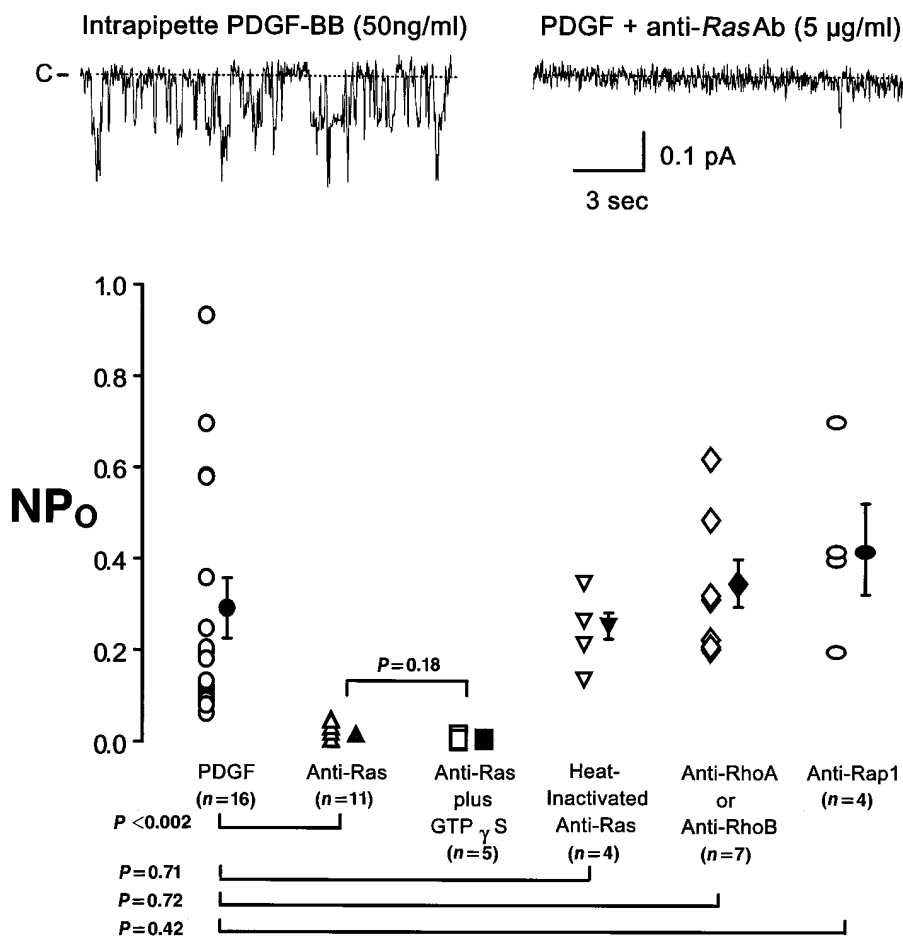 Intrapipette PDGF-BB (50ng/ml)
PDGF + anti-RasAb (5 µg/ml)
C
0.1 pA
3 sec
1.0
0.8
0.6
NPO
0.4
0.2
0.0
P=0.18
PDGF
(n=16)
Anti-Ras
(n=11)
Anti-Ras
plus
GTP γ S
(n=5)
Heat-
Inactivated
Anti-Ras
(n=4)
Anti-RhoA
or
Anti-RhoB
(n=7)
Anti-Rap1
(n=4)
P <0.002
P=0.71
P=0.72
P=0.42